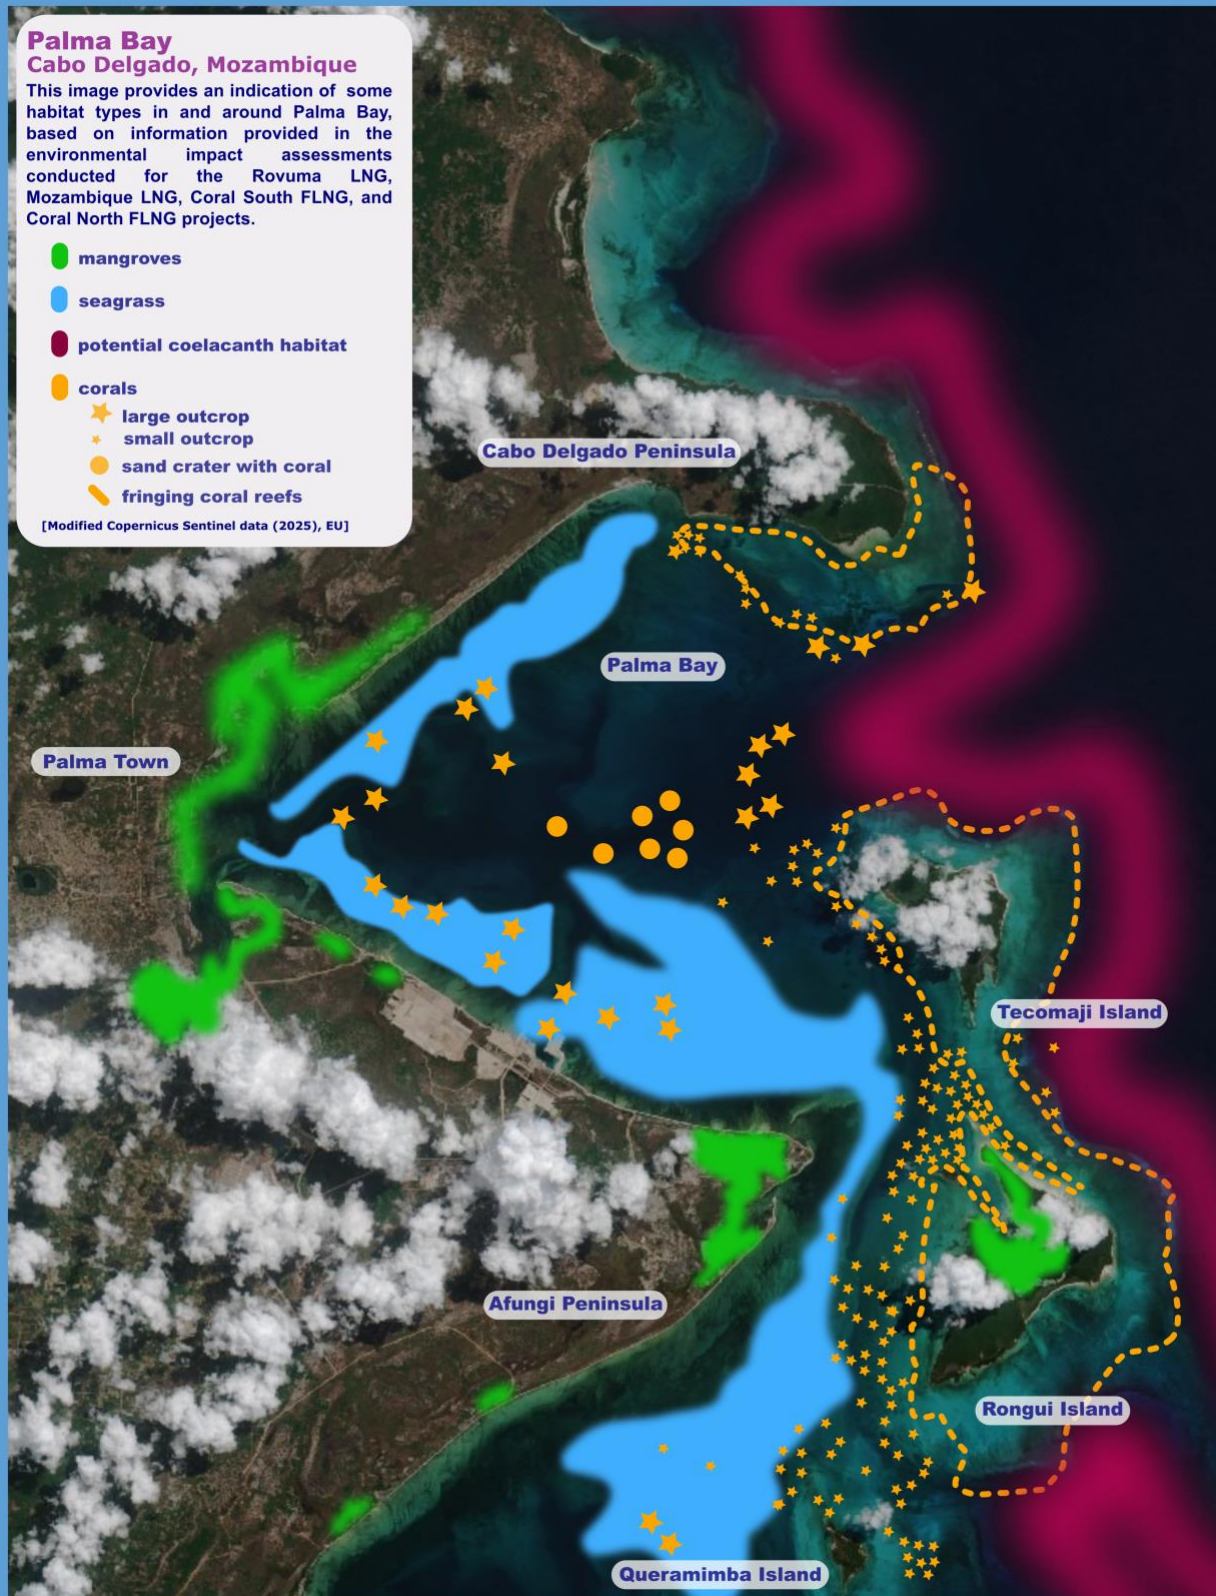 Palma Bay
Cabo Delgado, Mozambique
This image provides an indication of some
habitat types in and around Palma Bay,
based on information provided in the
environmental impact assessments
conducted for the Rovuma LNG,
Mozambique LNG, Coral South FLNG, and
Coral North FLNG projects.
mangroves
seagrass
potential coelacanth habitat
corals
large outcrop
small outcrop
sand crater with coral
fringing coral reefs
[Modified Copernicus Sentinel data (2025), EU]
Cabo Delgado Peninsula
Palma Bay
Palma Town
Tecomaji Island
Afungi Peninsula
Rongui Island
Queramimba Island